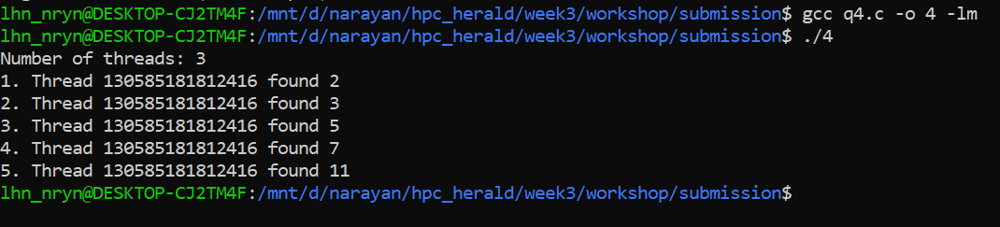 lhn_nryn@DESKTOP-CJ2TM4F:/mnt/d/narayan/hpc_herald/week3/workshop/submission$ gcc q4.c -o 4 -lm
lhn_nryn@DESKTOP-CJ2TM4F:/mnt/d/narayan/hpc_herald/week3/workshop/submission$ ./4
Number of threads: 3
1. Thread 130585181812416 found 2
2. Thread 130585181812416 found 3
3. Thread 130585181812416 found 5
4. Thread 130585181812416 found 7
5. Thread 130585181812416 found 11
lhn_nryn@DESKTOP-CJ2TM4F:/mnt/d/narayan/hpc_herald/week3/workshop/submission$